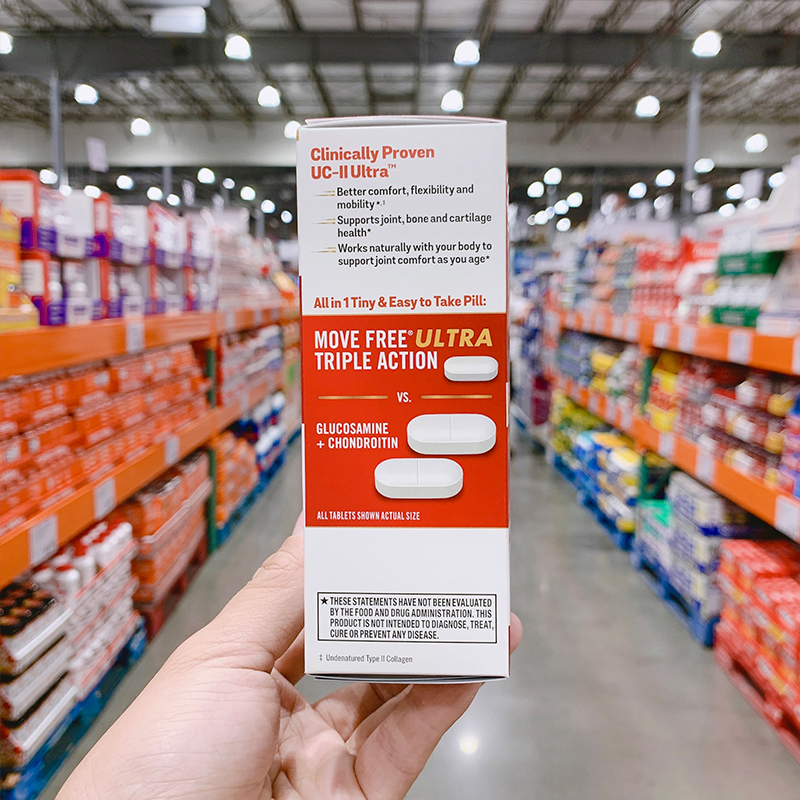 Clinically Proven
UC-II Ultra™
Better comfort, flexibility and
mobility*,‡
Supports joint, bone and cartilage
health*
Works naturally with your body to
support joint comfort as you age*
All in 1 Tiny & Easy to Take Pill:
MOVE FREE® ULTRA
TRIPLE ACTION
VS.
GLUCOSAMINE
+ CHONDROITIN
ALL TABLETS SHOWN ACTUAL SIZE
★ THESE STATEMENTS HAVE NOT BEEN EVALUATED
BY THE FOOD AND DRUG ADMINISTRATION. THIS
PRODUCT IS NOT INTENDED TO DIAGNOSE, TREAT,
CURE OR PREVENT ANY DISEASE.
‡ Undenatured Type II Collagen